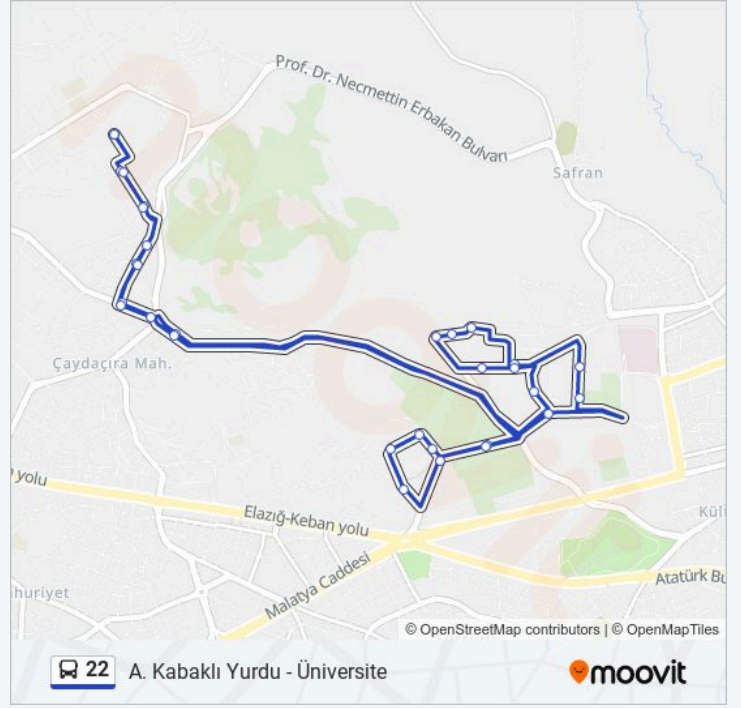 Prof. Dr. Necmettin Erbakan Bulvarı
Safran
Çaydaçıra Mah.
yolu
Elazığ-Keban yolu
Kül
huriyet
Malatya Caddesi
Atatürk Bu
© OpenStreetMap contributors | © OpenMapTiles
22 A. Kabaklı Yurdu - Üniversite moovit